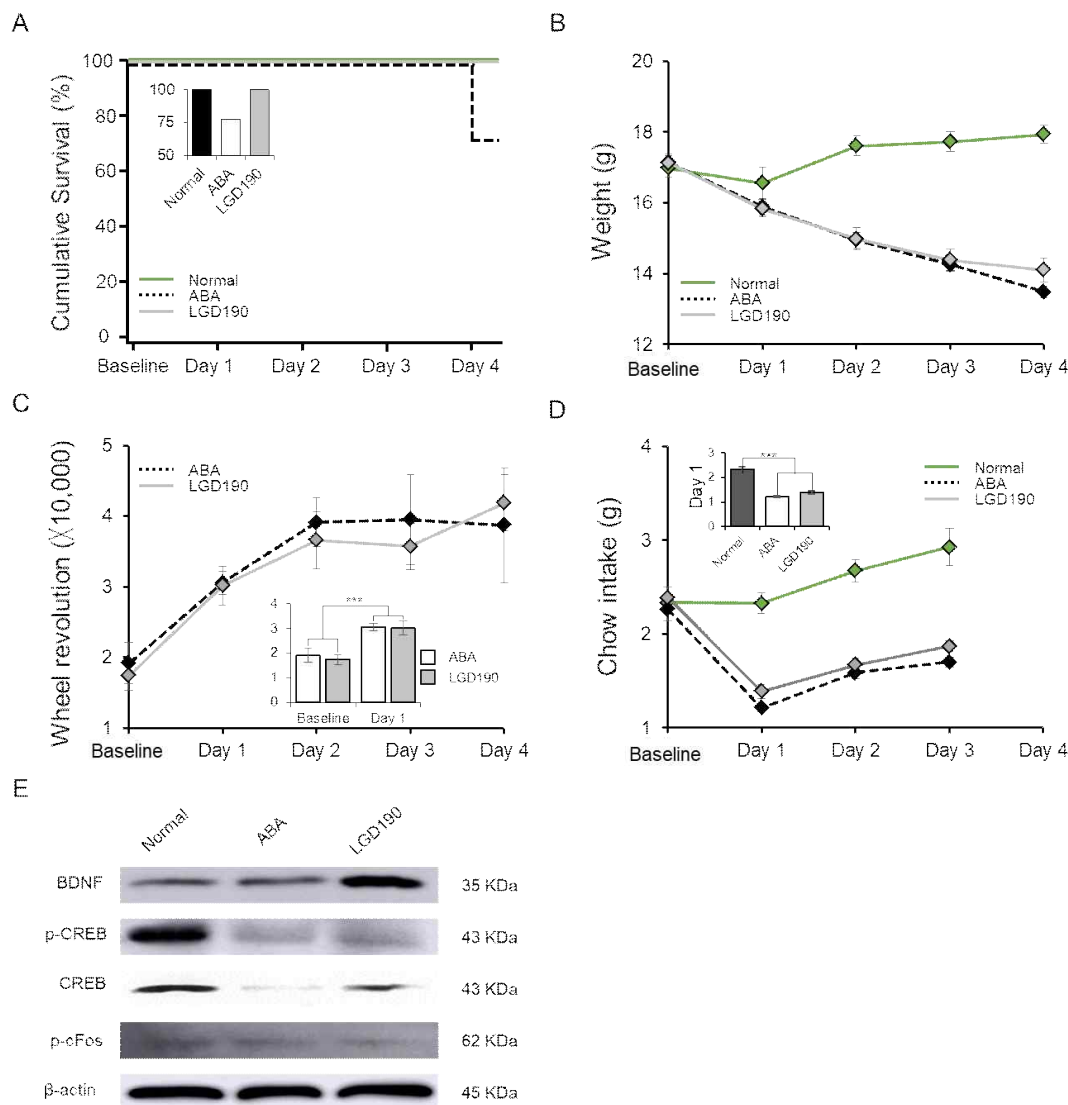 A
Cumulative Survival (%)
100
80
60
40
20
0
100
75
50
Normal
ABA
LGD190
Normal
ABA
LGD190
Baseline Day 1 Day 2 Day 3 Day 4
B
Weight (g)
20
18
16
14
12
Normal
ABA
LGD190
Baseline Day 1 Day 2 Day 3 Day 4
C
Wheel revolution (X10,000)
5
4
3
2
1
ABA
LGD190
***
4
3
2
1
0
Baseline Day 1
ABA
LGD190
Baseline Day 1 Day 2 Day 3 Day 4
D
Chow intake (g)
4
3
2
1
Day 1
3
2
1
0
***
Normal
ABA
LGD190
Normal
ABA
LGD190
Baseline Day 1 Day 2 Day 3 Day 4
E
Normal ABA LGD190
BDNF 35 KDa
p-CREB 43 KDa
CREB 43 KDa
p-cFos 62 KDa
β-actin 45 KDa